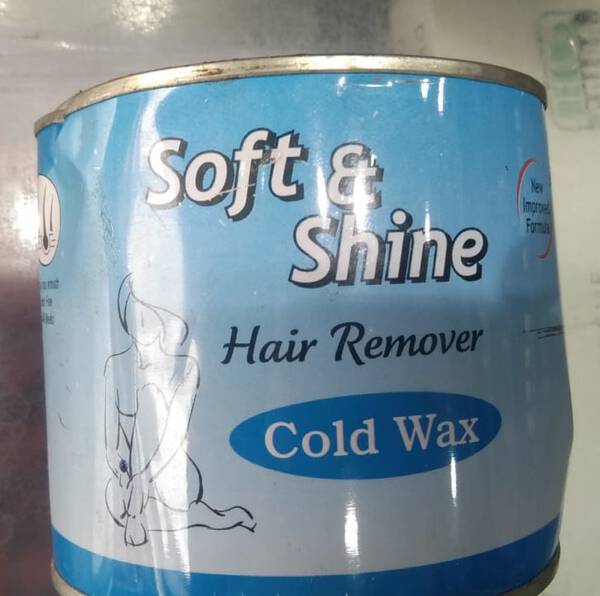 Soft &
Shine
Hair Remover
Cold Wax
New
Improved
Formula